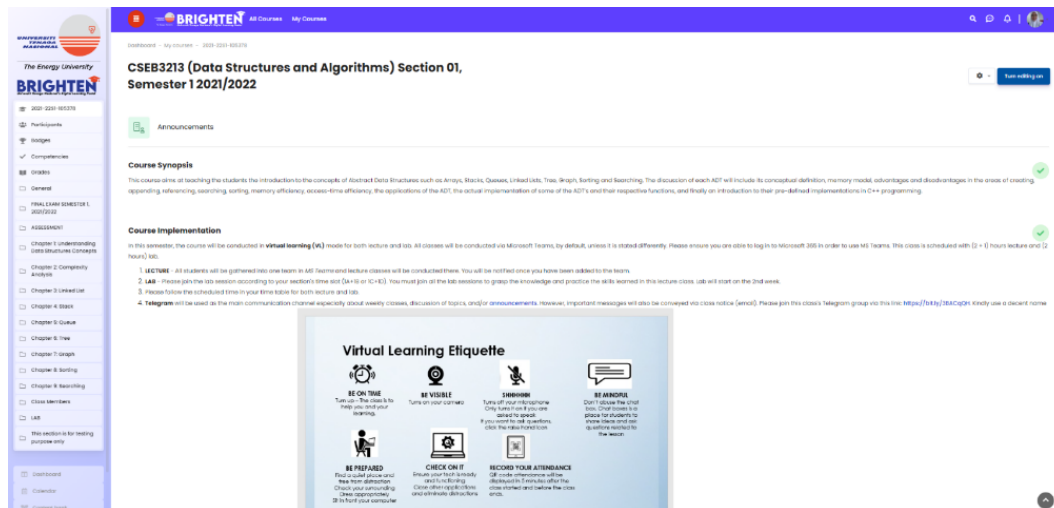 UNIVERSITI
TENAGA
NASIONAL
The Energy University
BRIGHTEN
2021-2251-165378
Participants
Badges
Competencies
Grades
General
FINAL EXAM SEMESTER 1,
2021/2022
ASSESSMENT
Chapter 1: Understanding
Data Structures Concepts
Chapter 2: Complexity
Analysis
Chapter 3: Linked List
Chapter 4: Stack
Chapter 5: Queue
Chapter 6: Tree
Chapter 7: Graph
Chapter 8: Sorting
Chapter 9: Searching
Class Members
LAB
This section is for testing
purpose only
Dashboard
Calendar
BRIGHTEN All Courses My Courses
Dashboard - My courses -
CSEB3213 (Data Structures and Algorithms) Section 01,
Semester 1 2021/2022
Turn editing on
Announcements
Course Synopsis
This course aims at teaching the students the introduction to the concepts of Abstract Data Structures such as Arrays, Stacks, Queues, Linked Lists, Tree, Graph, Sorting and Searching. The discussion of each ADT will include its conceptual definition, memory model, advantages and disadvantages in the areas of creating,
appending, referencing, searching, sorting, memory efficiency, access-time efficiency, the applications of the ADT, the actual implementation of some of the ADT's and their respective functions, and finally an introduction to their pre-defined implementations in C++ programming.
Course Implementation
In this semester, the course will be conducted in virtual learning (VL) mode for both lecture and lab. All classes will be conducted via Microsoft Teams, by default, unless it is stated differently. Please ensure you are able to log in to Microsoft 365 in order to use MS Teams. This class is scheduled with (2 + 1) hours lecture and (2
hours) lab.
1. LECTURE - All students will be gathered into one team in MS Team and lecture classes will be conducted there. You will be notified once you have been added to the team.
2. LAB - Please join the lab session according to your section's time slot (1A+1B or 1C+1D). You must join all the lab sessions to grasp the knowledge and practice the skills learned in this lecture class. Lab will start on the 2nd week.
3. Please follow the scheduled time in your time table for both lecture and lab.
4. Telegram will be used as the main communication channel especially about weekly classes, discussion of topics, and/or announcements. However, important messages will also be conveyed via class notice (email). Please join this class's Telegram group via this link: https://bit.ly/3BACqQH. Kindly use a decent name
Virtual Learning Etiquette
BE ON TIME
Turn up - The class is to
help you and your
learning.
BE VISIBLE
Turns on your camera
SHHHHHH
Turns off your microphone
Only turns it on if you are
asked to speak
If you want to ask questions,
click the raise hand icon
BE MINDFUL
Don't abuse the chat
box. Chat boxes is a
place for students to
share ideas and ask
questions related to
the lesson
BE PREPARED
Find a quiet place and
free from distraction
Check your surrounding
Dress appropriately
Sit in front your computer
CHECK ON IT
Ensure your tech is ready
and functioning
Close other applications
and eliminate distractions
RECORD YOUR ATTENDANCE
QR code attendance will be
displayed in 5 minutes after the
class started and before the class
ends.